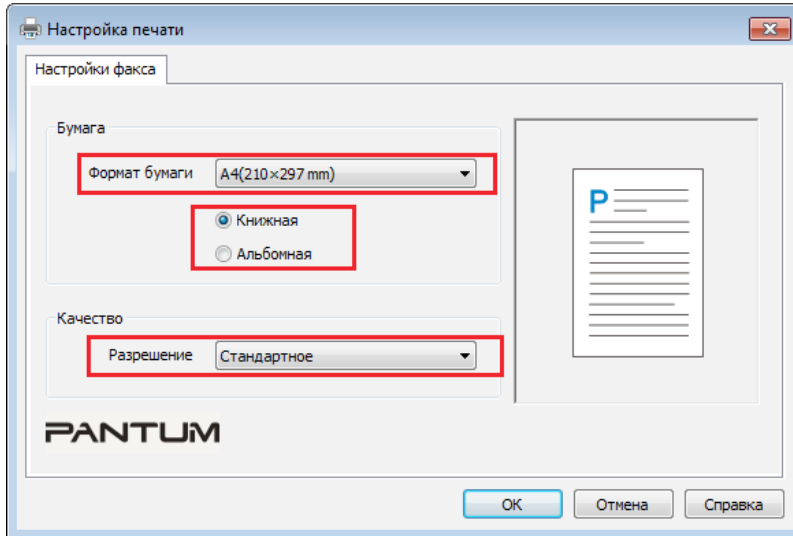 Настройка печати
Настройки факса
Бумага
Формат бумаги A4(210×297 mm)
Книжная
Альбомная
P
Качество
Разрешение Стандартное
PANTUM
OK Отмена Справка